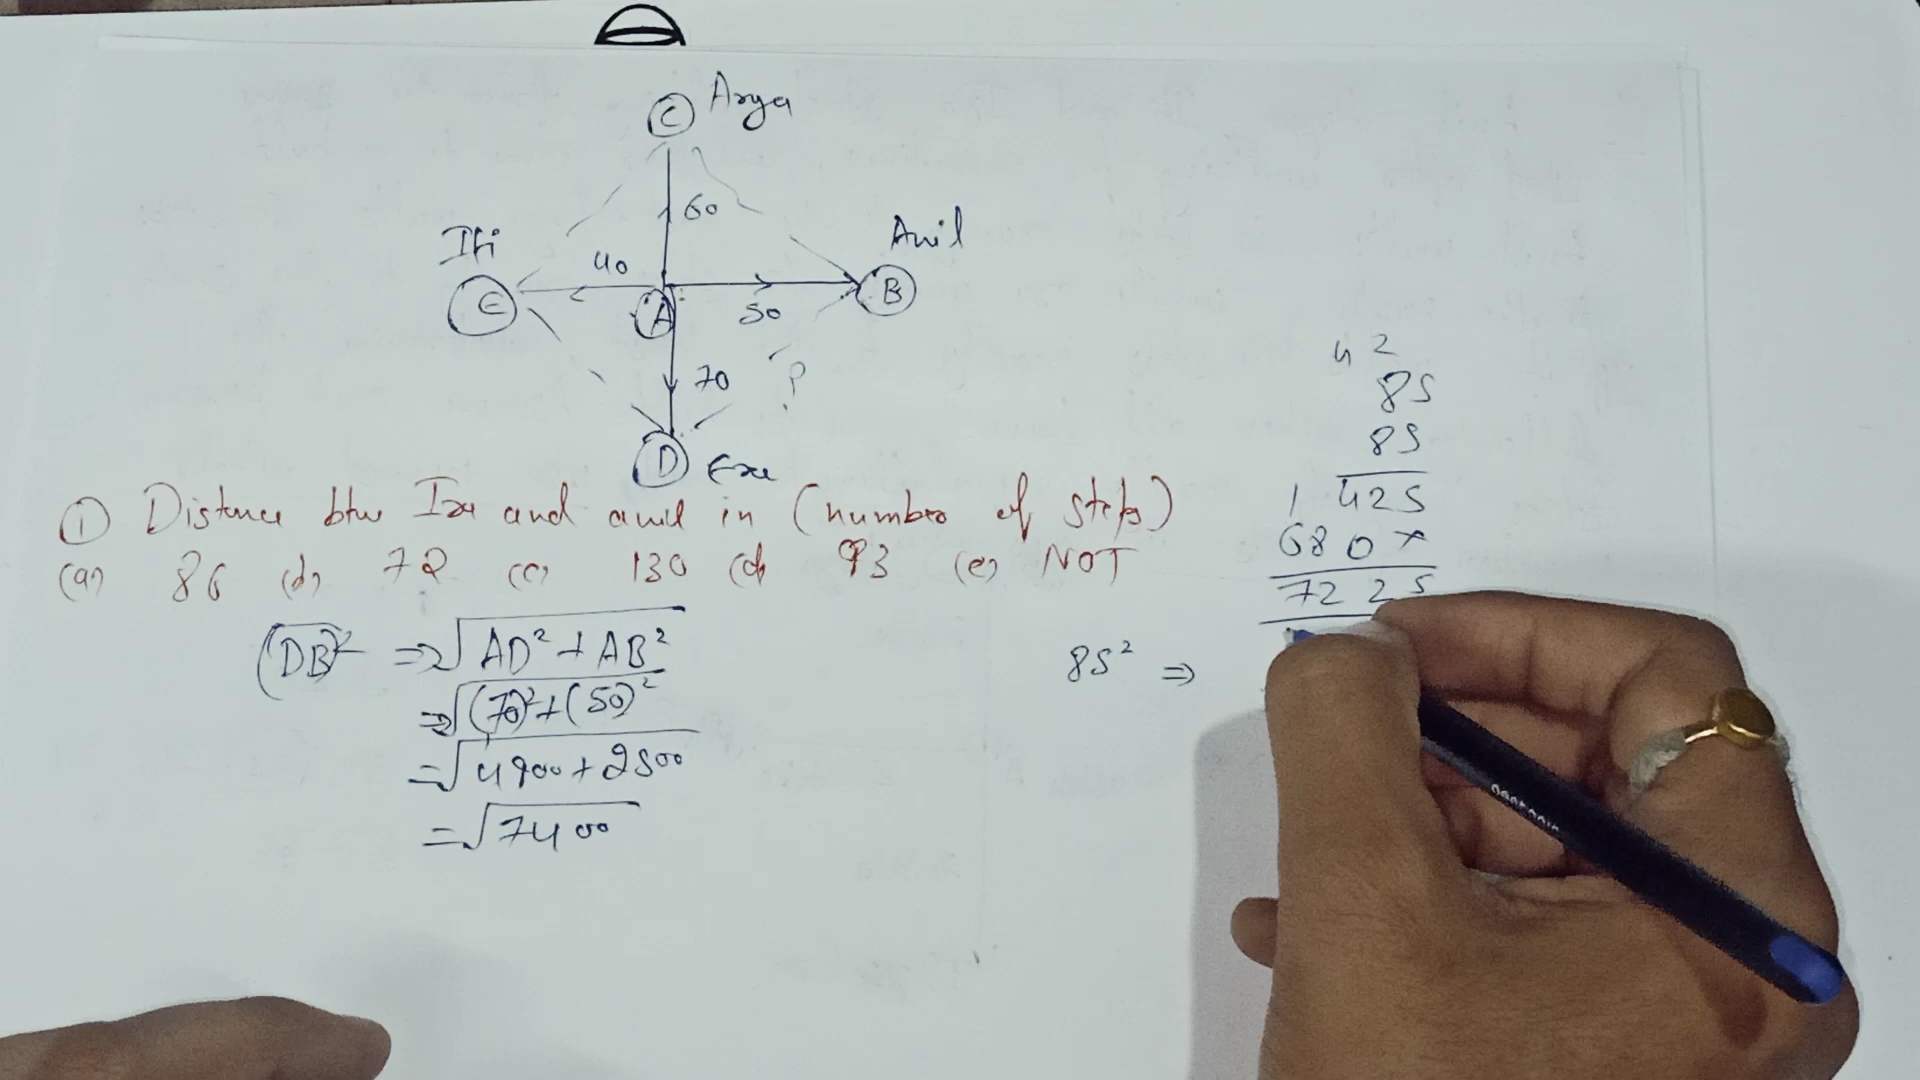 C Arya
60
Iti
Anil
40
C
A
50
B
70
?
D
① Distance btw and anil in (number of steps)
(a) 86 (b) 72 (c) 130 (d) 93 (e) NOT
(DB)² ⇒ √AD² + AB²
⇒ √(70)² + (50)²
= √4900 + 2500
= √7400
4 2
85
85
1 425
680 ×
7225
85² ⇒